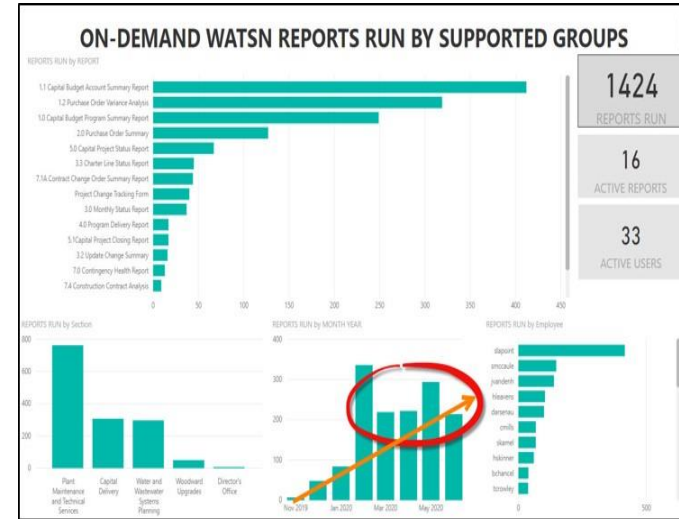 ON-DEMAND WATSN REPORTS RUN BY SUPPORTED GROUPS
REPORTS RUN by REPORT
1.1 Capital Budget Account Summary Report
1.2 Purchase Order Variance Analysis
1.0 Capital Budget Program Summary Report
2.0 Purchase Order Summary
5.0 Capital Project Status Report
3.3 Charter Line Status Report
7.1A Contract Change Order Summary Report
Project Change Tracking Form
3.0 Monthly Status Report
4.0 Program Delivery Report
5.1Capital Project Closing Report
3.2 Update Change Summary
7.0 Contingency Health Report
7.4 Construction Contract Analysis
0 50 100 150 200 250 300 350 400 450
1424
REPORTS RUN
16
ACTIVE REPORTS
33
ACTIVE USERS
REPORTS RUN by Section
800
600
400
200
0
Plant Maintenance and Technical Services
Capital Delivery
Water and Wastewater Systems Planning
Woodward Upgrades
Director's Office
REPORTS RUN by MONTH YEAR
400
300
200
100
0
Nov 2019 Jan 2020 Mar 2020 May 2020
REPORTS RUN by Employee
slapoint
smccaule
jvandenh
hleavens
darsenau
cmills
skamel
hskinner
bchancel
tcrowley
0 500